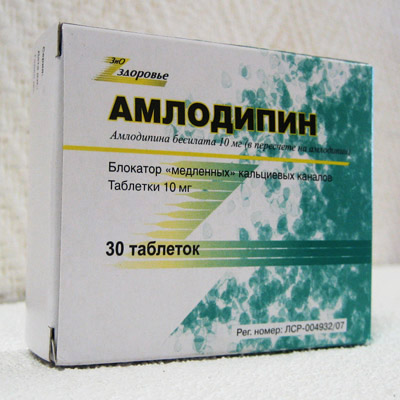 ЗиО
Здоровье
АМЛОДИПИН
Амлодипина бесилата 10 мг (в пересчете на амлодипин)
Блокатор «медленных» кальциевых каналов
Таблетки 10 мг
30 таблеток
Рег. номер: ЛСР-004932/07